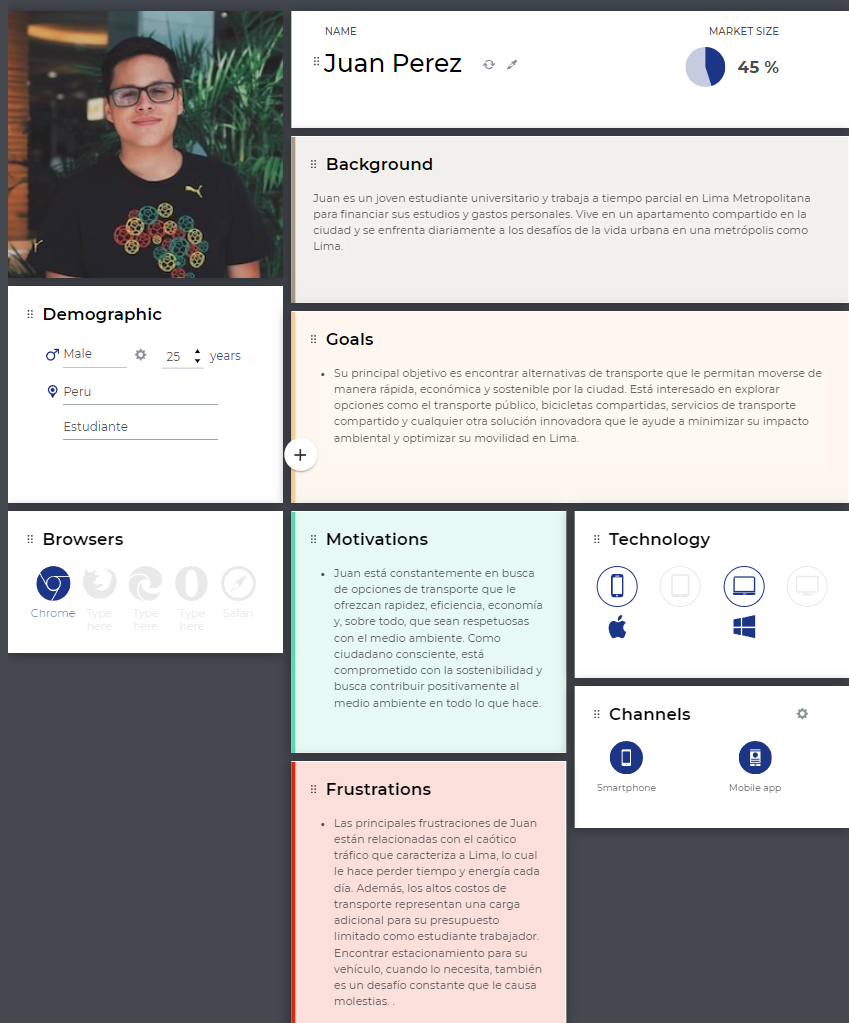 NAME
Juan Perez
MARKET SIZE
45 %
Background
Juan es un joven estudiante universitario y trabaja a tiempo parcial en Lima Metropolitana
para financiar sus estudios y gastos personales. Vive en un apartamento compartido en la
ciudad y se enfrenta diariamente a los desafíos de la vida urbana en una metrópolis como
Lima.
Demographic
Male
25 years
Peru
Estudiante
Goals
• Su principal objetivo es encontrar alternativas de transporte que le permitan moverse de
manera rápida, económica y sostenible por la ciudad. Está interesado en explorar
opciones como el transporte público, bicicletas compartidas, servicios de transporte
compartido y cualquier otra solución innovadora que le ayude a minimizar su impacto
ambiental y optimizar su movilidad en Lima.
+
Browsers
Chrome
Type here
Type here
Type here
Safari
Motivations
• Juan está constantemente en busca
de opciones de transporte que le
ofrezcan rapidez, eficiencia, economía
y, sobre todo, que sean respetuosas
con el medio ambiente. Como
ciudadano consciente, está
comprometido con la sostenibilidad y
busca contribuir positivamente al
medio ambiente en todo lo que hace.
Technology
Channels
Smartphone
Mobile app
Frustrations
• Las principales frustraciones de Juan
están relacionadas con el caótico
tráfico que caracteriza a Lima, lo cual
le hace perder tiempo y energía cada
día. Además, los altos costos de
transporte representan una carga
adicional para su presupuesto
limitado como estudiante trabajador.
Encontrar estacionamiento para su
vehículo, cuando lo necesita, también
es un desafío constante que le causa
molestias. .